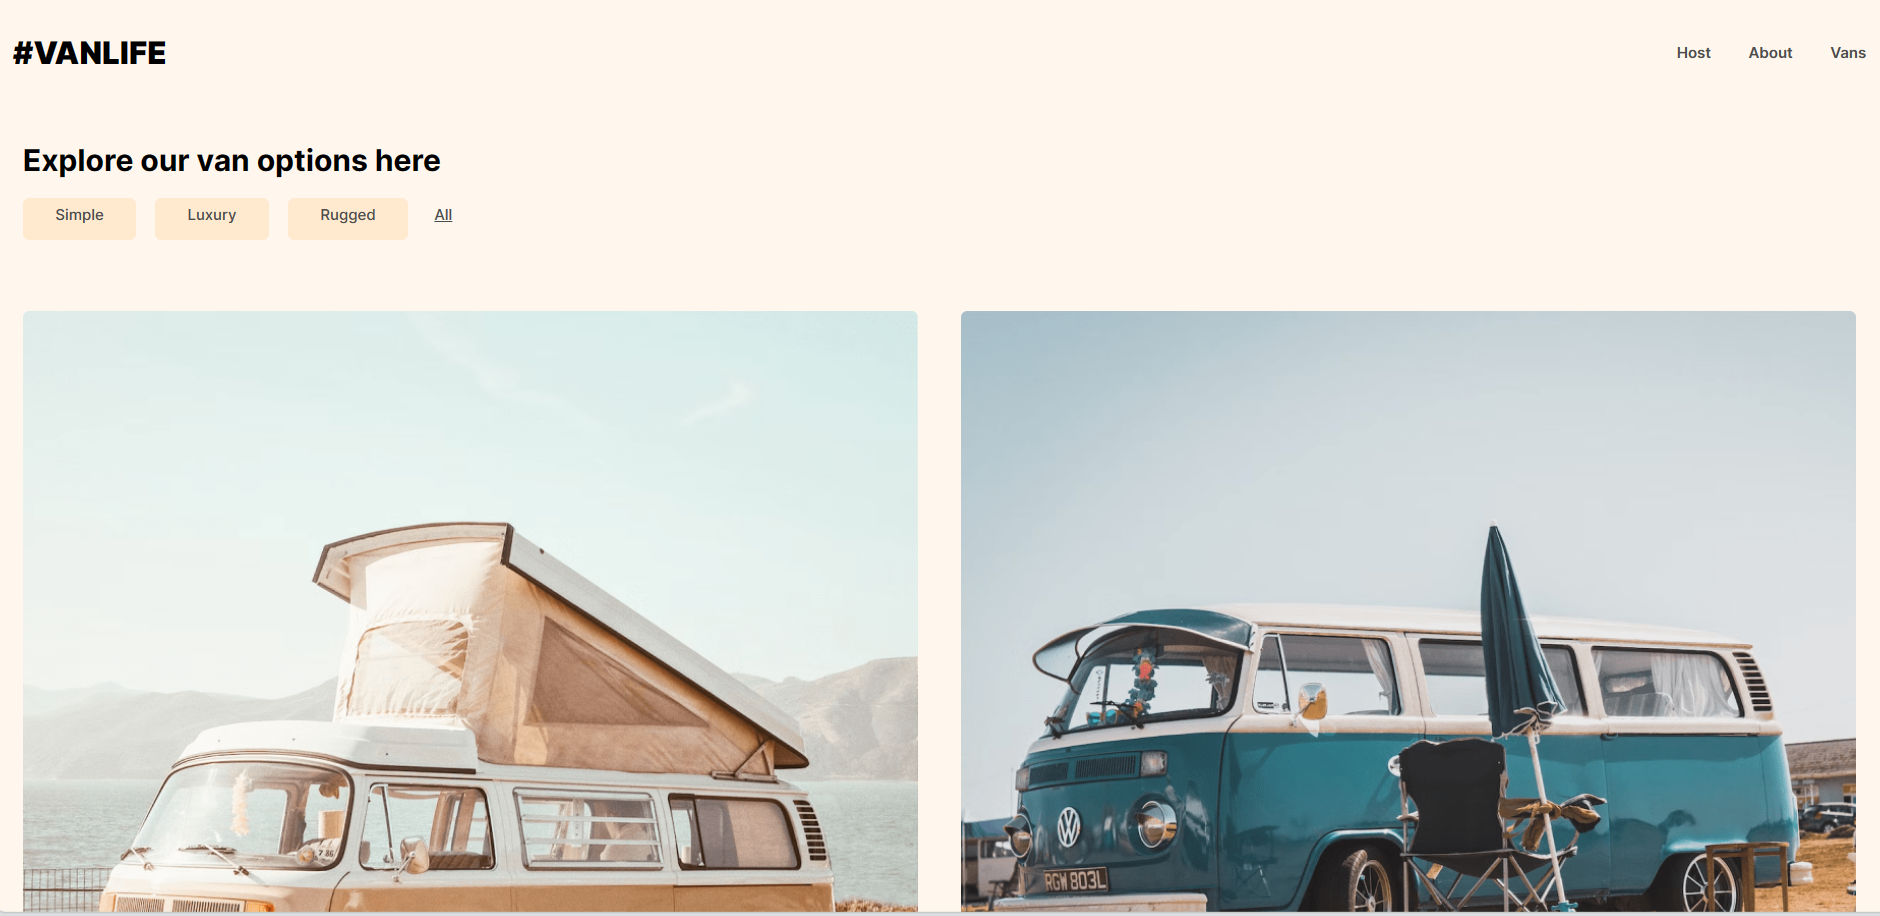 #VANLIFE
Host About Vans
Explore our van options here
Simple Luxury Rugged All
RGW 803L